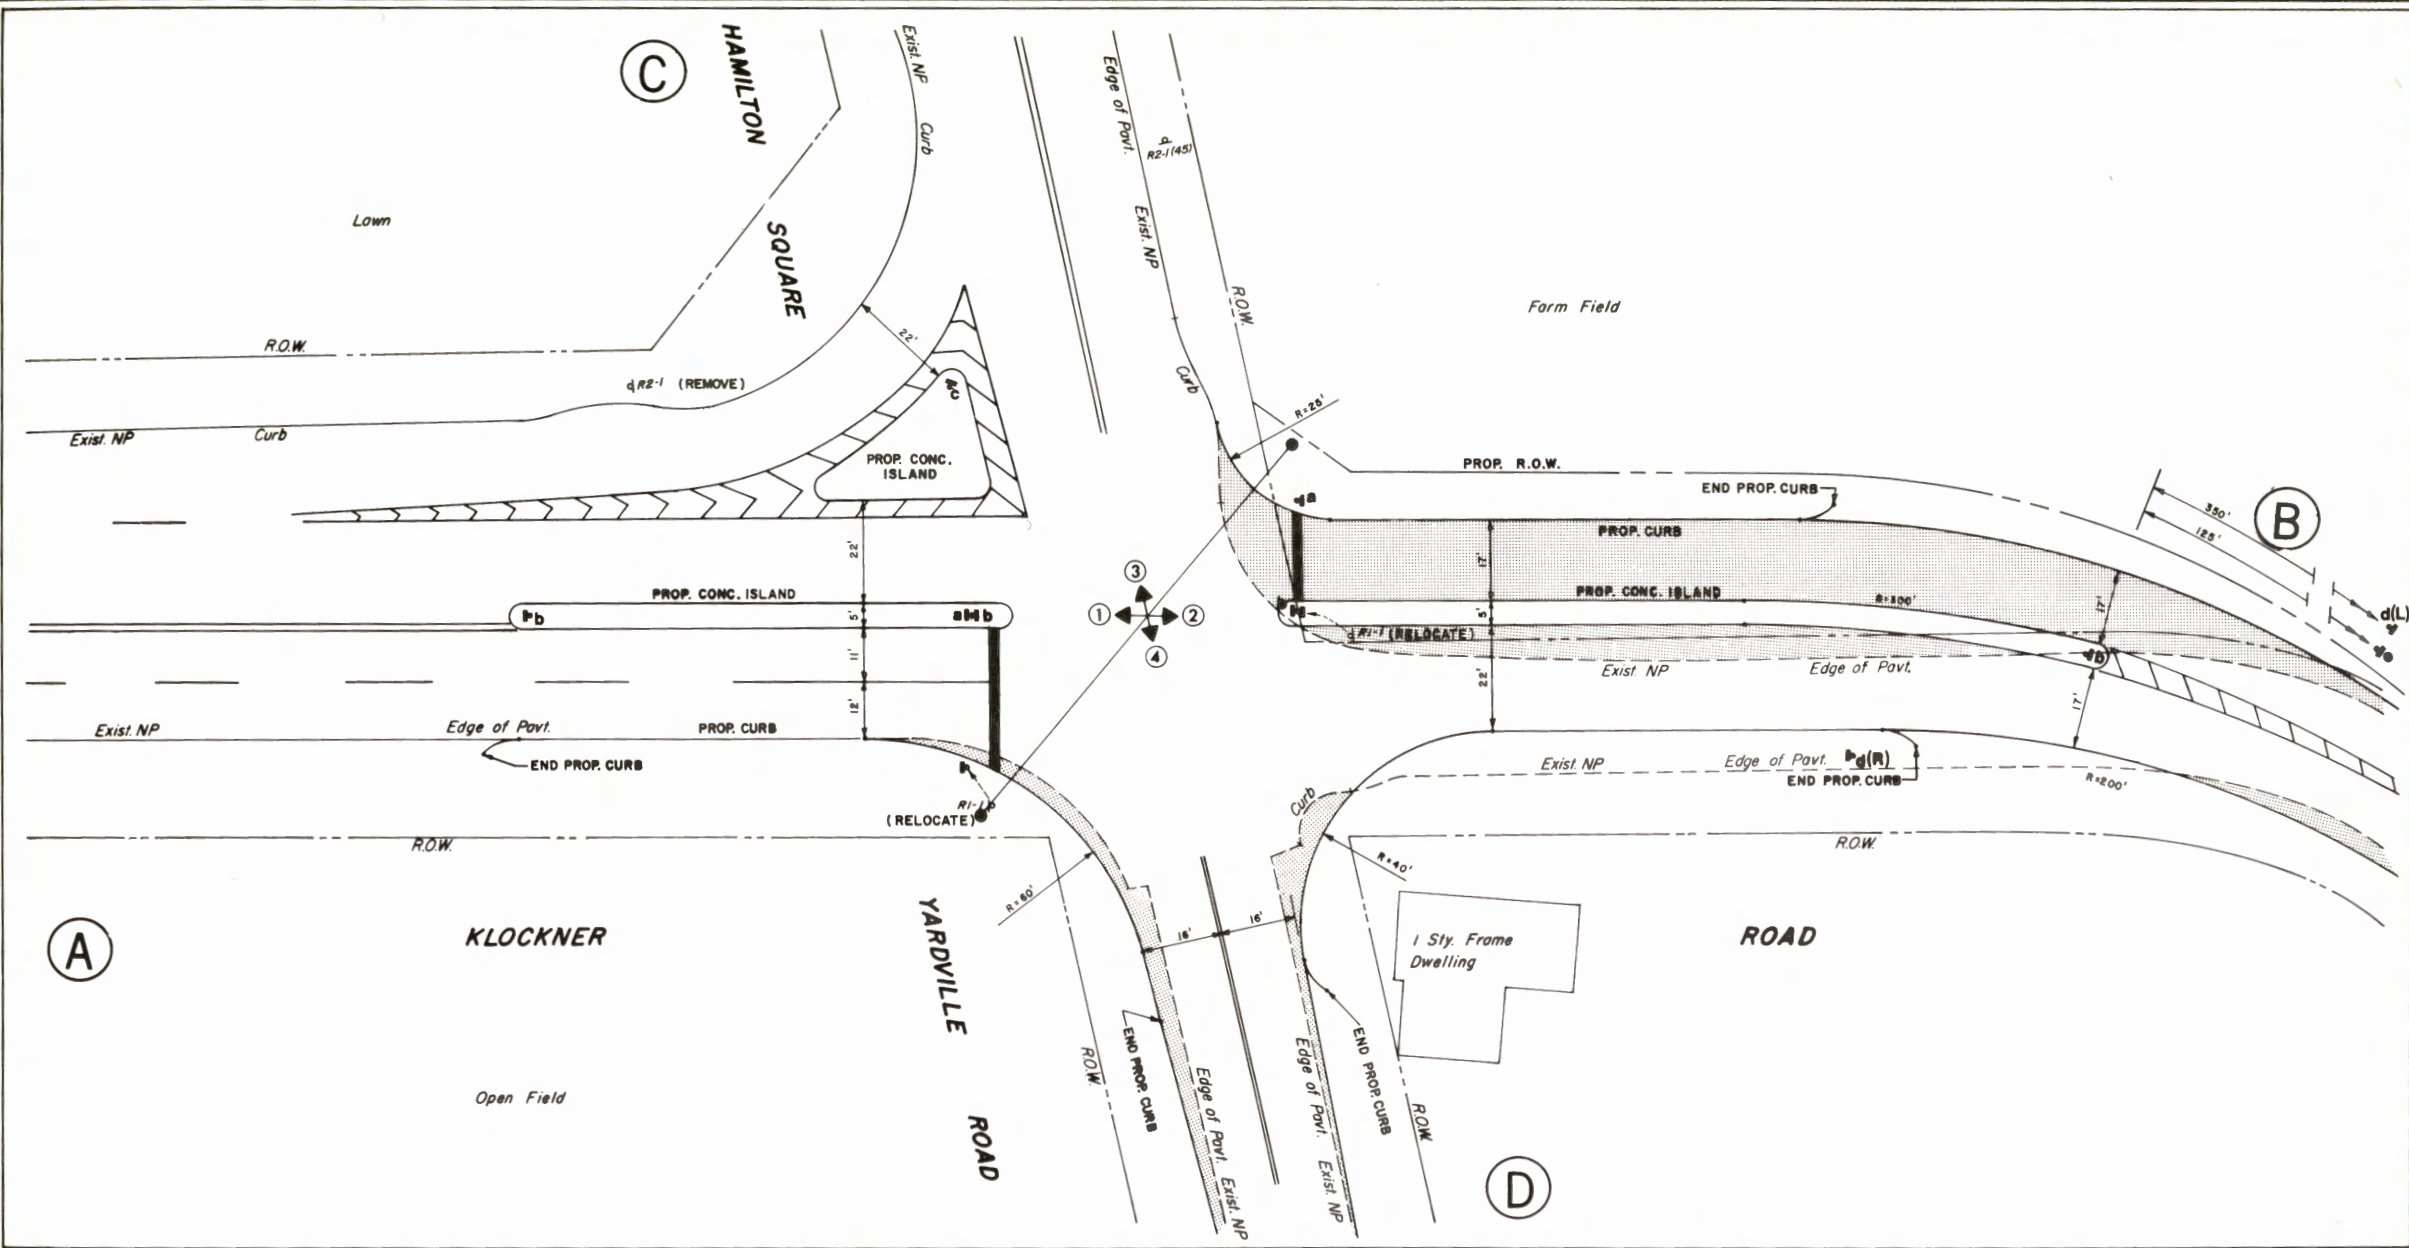 C
HAMILTON
SQUARE
Exist. NP
Curb
Edge of Pavt.
Exist. NP
d
R2-1(45)
R.O.W.
Curb
Lawn
Farm Field
R.O.W.
d R2-1 (REMOVE)
22'
Exist. NP
Curb
c
PROP. CONC.
ISLAND
R=25'
PROP. R.O.W.
END PROP. CURB
a
PROP. CURB
350'
125'
B
22'
17'
17'
d(L)
e
PROP. CONC. ISLAND
b
5'
a b
3
1
2
4
b
PROP. CONC. ISLAND
5'
R=300'
d R1-1 (RELOCATE)
b
11'
12'
Exist. NP
Edge of Pavt.
22'
17'
Exist. NP
Edge of Pavt.
PROP. CURB
END PROP. CURB
R1-1
(RELOCATE)
Exist. NP
Edge of Pavt.
d(R)
END PROP. CURB
R=200'
Curb
R.O.W.
R=60'
R=40'
R.O.W.
A
KLOCKNER
YARDVILLE
ROAD
16'
16'
1 Sty. Frame
Dwelling
ROAD
R.O.W.
END PROP. CURB
Edge of Pavt.
Exist. NP
Edge of Pavt.
Exist. NP
END PROP. CURB
R.O.W.
Open Field
D